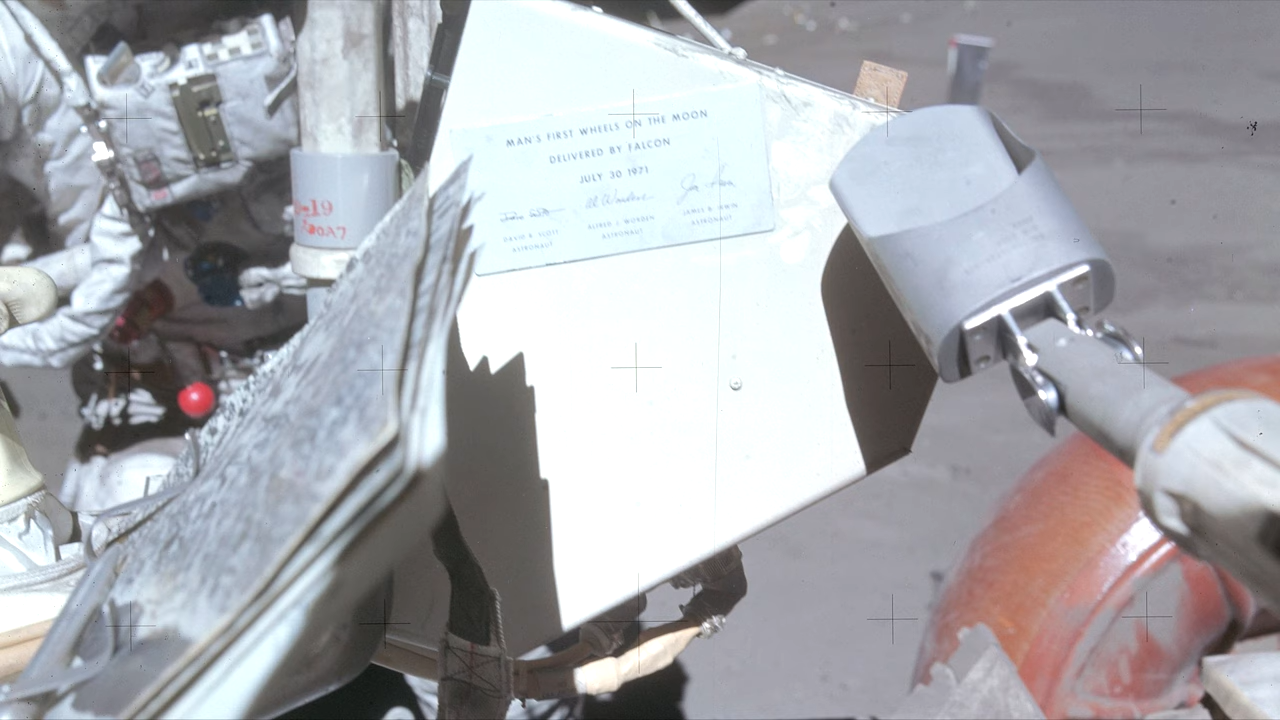 MAN'S FIRST WHEELS ON THE MOON
DELIVERED BY FALCON
JULY 30 1971
DAVID R. SCOTT
ASTRONAUT
ALFRED J. WORDEN
ASTRONAUT
JAMES B. IRWIN
ASTRONAUT